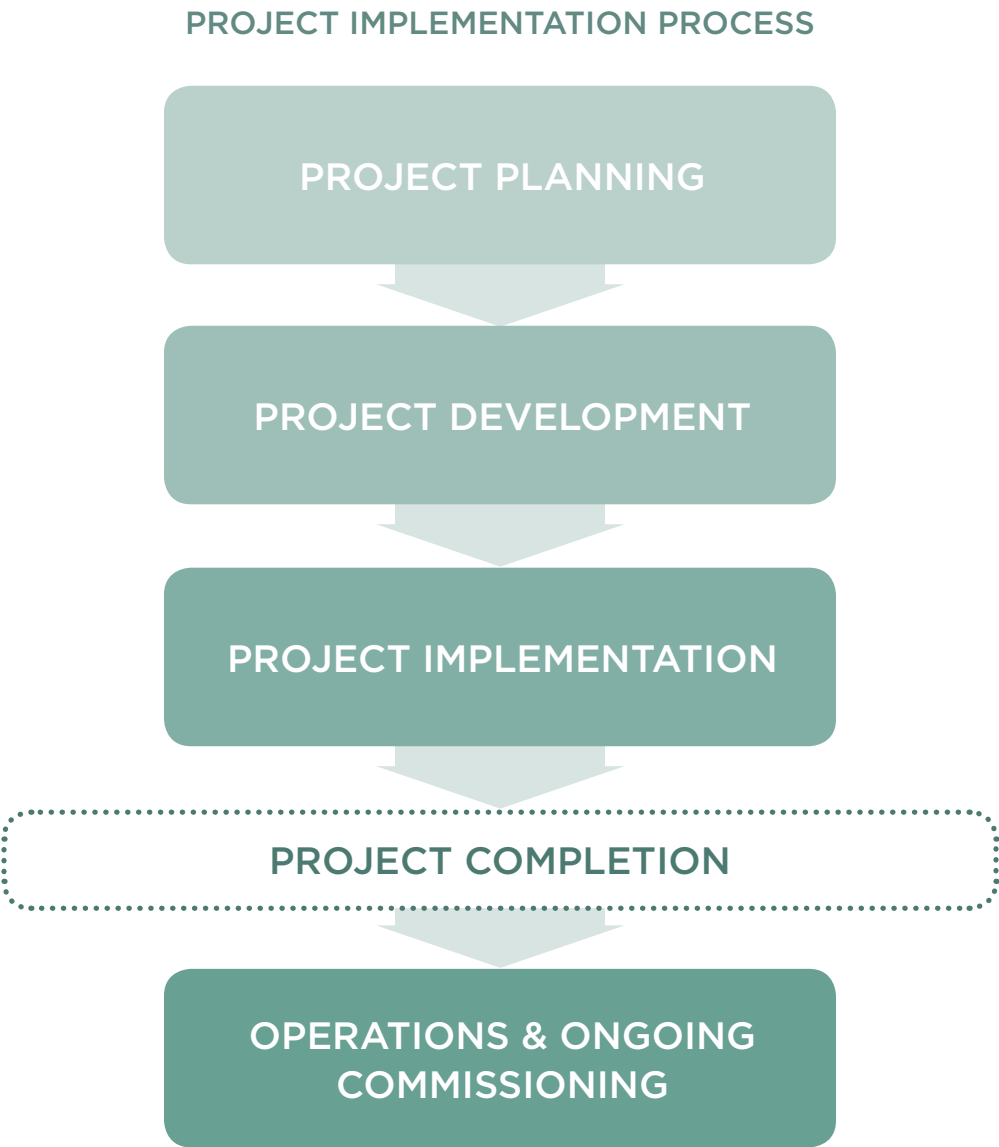 PROJECT IMPLEMENTATION PROCESS
PROJECT PLANNING
PROJECT DEVELOPMENT
PROJECT IMPLEMENTATION
PROJECT COMPLETION
OPERATIONS & ONGOING
COMMISSIONING